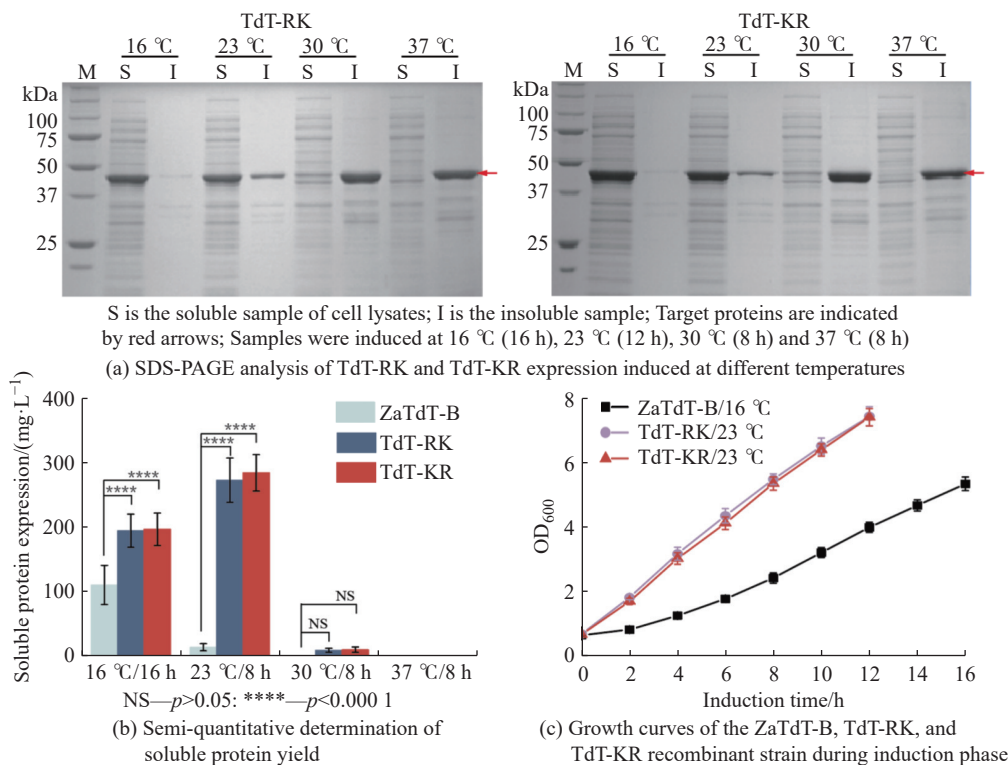 TdT-RK
16 ℃ 23 ℃ 30 ℃ 37 ℃
M S I S I S I S I
kDa
100
75
50
37
25
TdT-KR
16 ℃ 23 ℃ 30 ℃ 37 ℃
M S I S I S I S I
kDa
100
75
50
37
25
S is the soluble sample of cell lysates; I is the insoluble sample; Target proteins are indicated
by red arrows; Samples were induced at 16 ℃ (16 h), 23 ℃ (12 h), 30 ℃ (8 h) and 37 ℃ (8 h)
(a) SDS-PAGE analysis of TdT-RK and TdT-KR expression induced at different temperatures
Soluble protein expression/(mg·L−1)
400
300
200
100
0
ZaTdT-B
TdT-RK
TdT-KR
****
****
****
****
NS
NS
16 ℃/16 h 23 ℃/8 h 30 ℃/8 h 37 ℃/8 h
NS—p>0.05: ****—p<0.000 1
(b) Semi-quantitative determination of
soluble protein yield
OD600
8
6
4
2
0
ZaTdT-B/16 ℃
TdT-RK/23 ℃
TdT-KR/23 ℃
0 2 4 6 8 10 12 14 16
Induction time/h
(c) Growth curves of the ZaTdT-B, TdT-RK, and
TdT-KR recombinant strain during induction phase